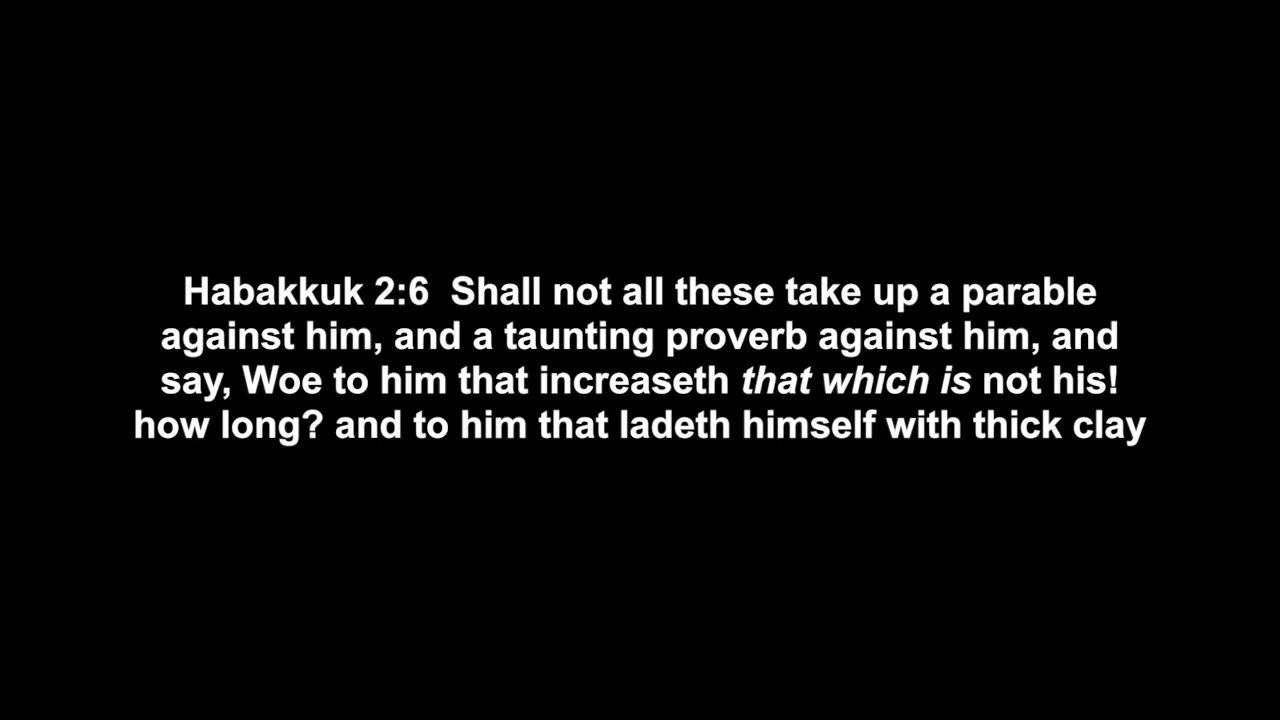 Habakkuk 2:6  Shall not all these take up a parable
against him, and a taunting proverb against him, and
say, Woe to him that increaseth that which is not his!
how long? and to him that ladeth himself with thick clay